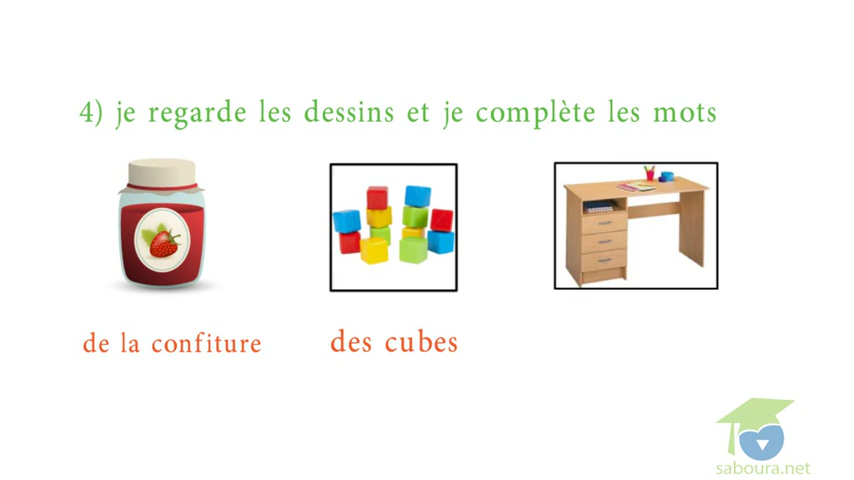 4) je regarde les dessins et je complète les mots
de la confiture
des cubes
saboura.net